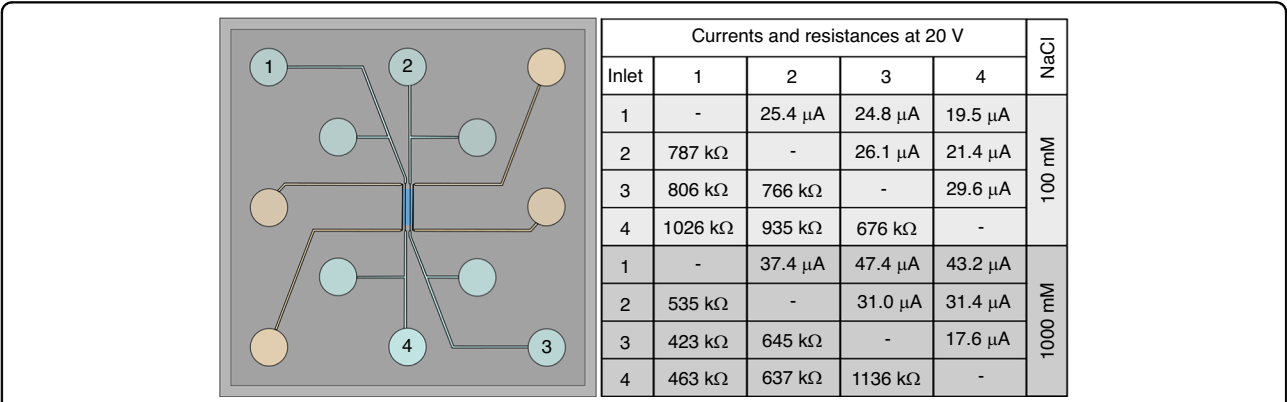 1
2
4
3
Currents and resistances at 20 V
NaCl
Inlet 1 2 3 4
1 - 25.4 μA 24.8 μA 19.5 μA
2 787 kΩ - 26.1 μA 21.4 μA
3 806 kΩ 766 kΩ - 29.6 μA
4 1026 kΩ 935 kΩ 676 kΩ -
100 mM
1 - 37.4 μA 47.4 μA 43.2 μA
2 535 kΩ - 31.0 μA 31.4 μA
3 423 kΩ 645 kΩ - 17.6 μA
4 463 kΩ 637 kΩ 1136 kΩ -
1000 mM